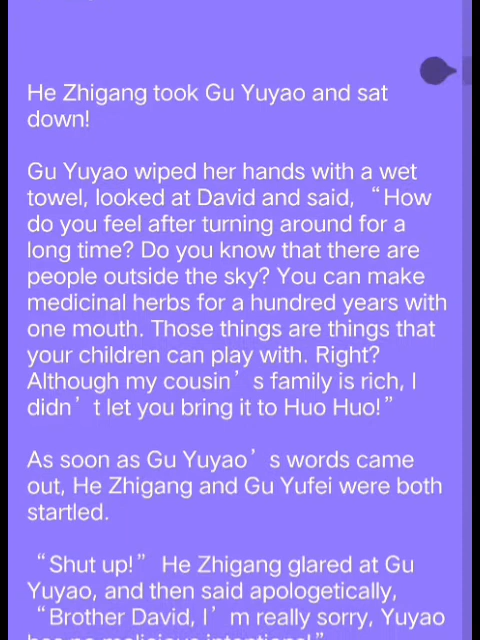 He Zhigang took Gu Yuyao and sat
down!
Gu Yuyao wiped her hands with a wet
towel, looked at David and said, “How
do you feel after turning around for a
long time? Do you know that there are
people outside the sky? You can make
medicinal herbs for a hundred years with
one mouth. Those things are things that
your children can play with. Right?
Although my cousin’s family is rich, I
didn’t let you bring it to Huo Huo!”
As soon as Gu Yuyao’s words came
out, He Zhigang and Gu Yufei were both
startled.
“Shut up!” He Zhigang glared at Gu
Yuyao, and then said apologetically,
“Brother David, I’m really sorry, Yuyao
has no malicious intentions!”